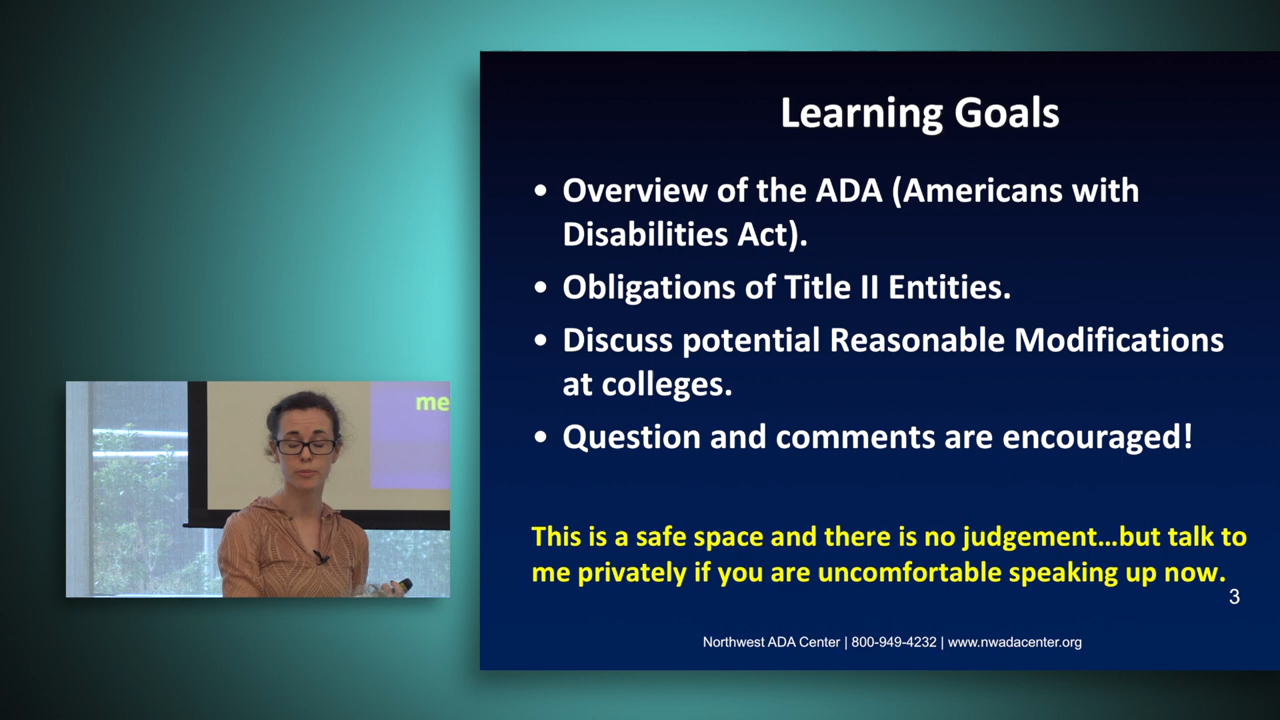 Learning Goals
• Overview of the ADA (Americans with
Disabilities Act).
• Obligations of Title II Entities.
• Discuss potential Reasonable Modifications
at colleges.
• Question and comments are encouraged!
This is a safe space and there is no judgement...but talk to
me privately if you are uncomfortable speaking up now.
3
Northwest ADA Center | 800-949-4232 | www.nwadacenter.org
me